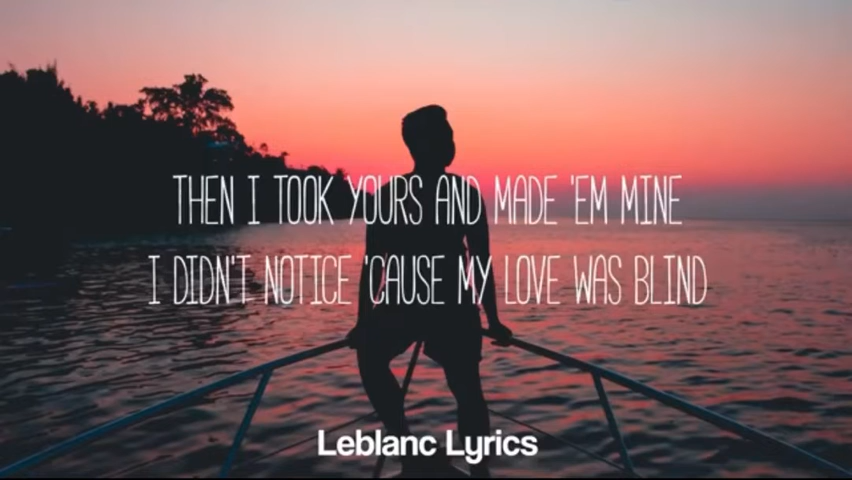 THEN I TOOK YOURS AND MADE 'EM MINE
I DIDN'T NOTICE 'CAUSE MY LOVE WAS BLIND
Leblanc Lyrics